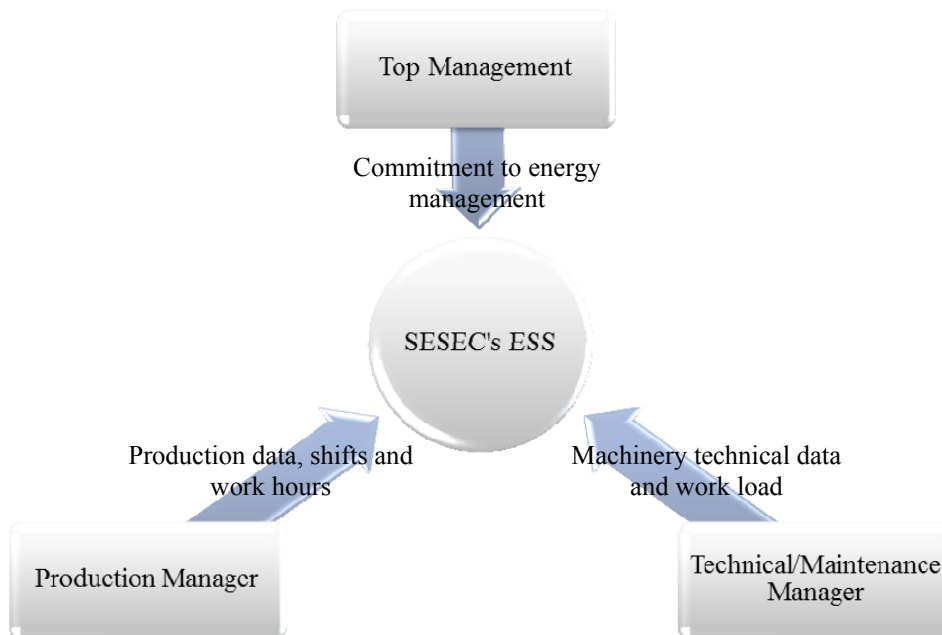 Top Management
Commitment to energy
management
SESEC's ESS
Production data, shifts and
work hours
Machinery technical data
and work load
Production Manager
Technical/Maintenance
Manager